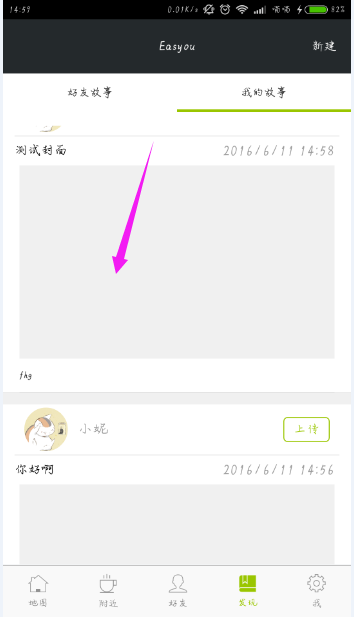 14:59 0.01K/s 82%
Easyou 新建
好友故事 我的故事
测试封面 2016/6/11 14:58
fhg
小妮 上传
你好啊 2016/6/11 14:56
地图 附近 好友 发现 我